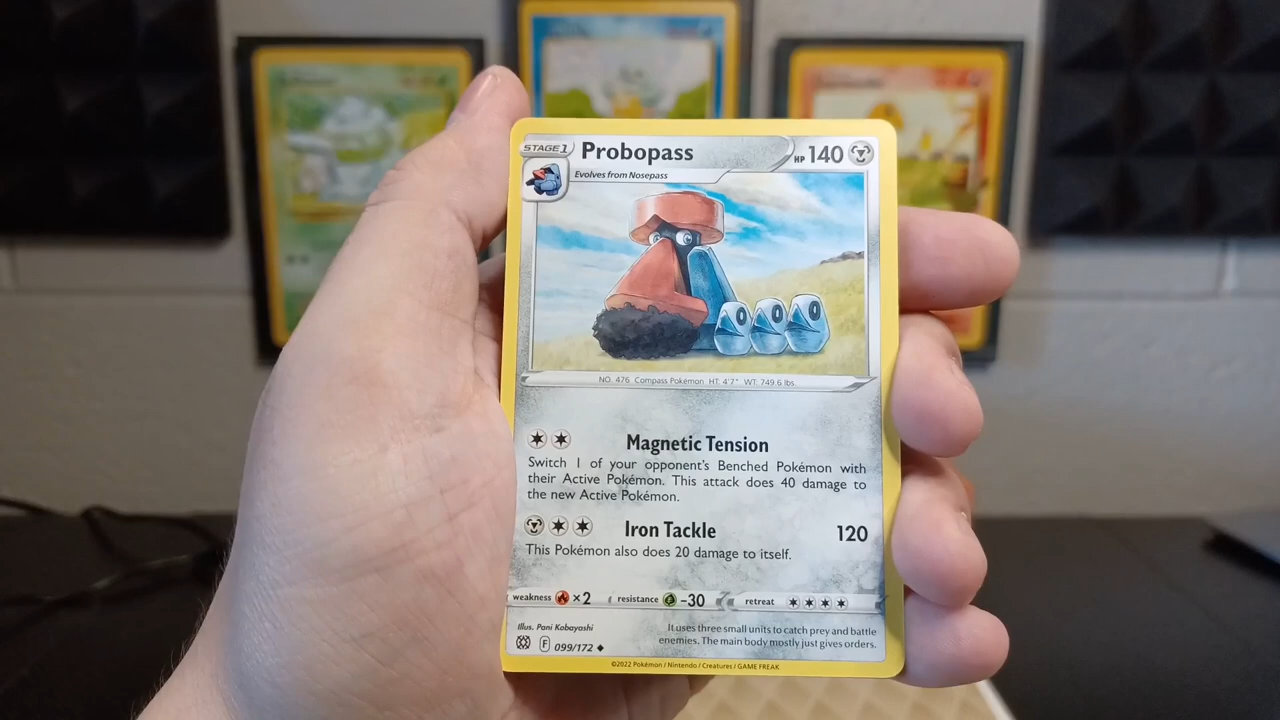 STAGE 1 Probopass HP 140
Evolves from Nosepass
NO. 476 Compass Pokémon HT: 4'7" WT: 749.6 lbs.
Magnetic Tension
Switch 1 of your opponent's Benched Pokémon with
their Active Pokémon. This attack does 40 damage to
the new Active Pokémon.
Iron Tackle 120
This Pokémon also does 20 damage to itself.
weakness ×2 resistance -30 retreat
Illus. Pani Kobayashi
It uses three small units to catch prey and battle
enemies. The main body mostly just gives orders.
F 099/172
©2022 Pokémon / Nintendo / Creatures / GAME FREAK